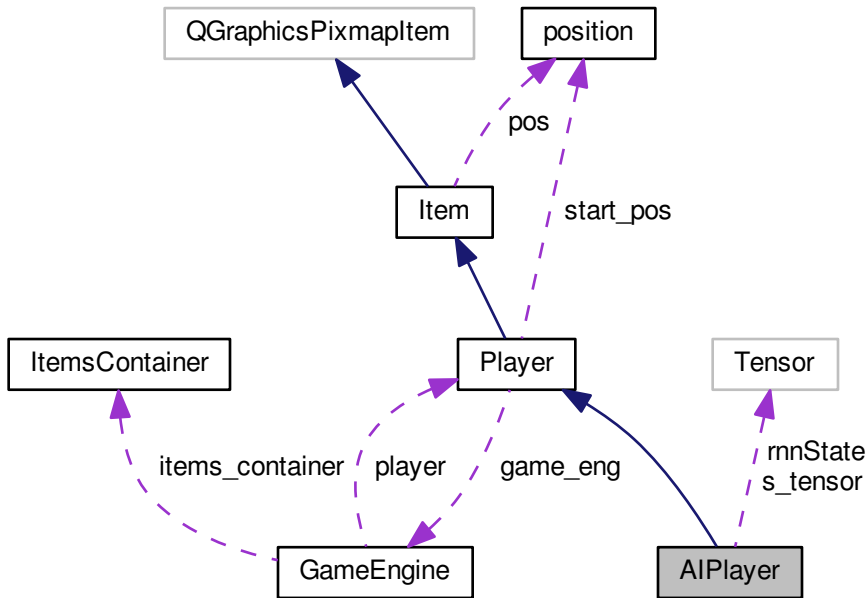 QGraphicsPixmapItem
position
pos
Item
start_pos
ItemsContainer
Player
Tensor
items_container
player
game_eng
rnnState
s_tensor
GameEngine
AIPlayer